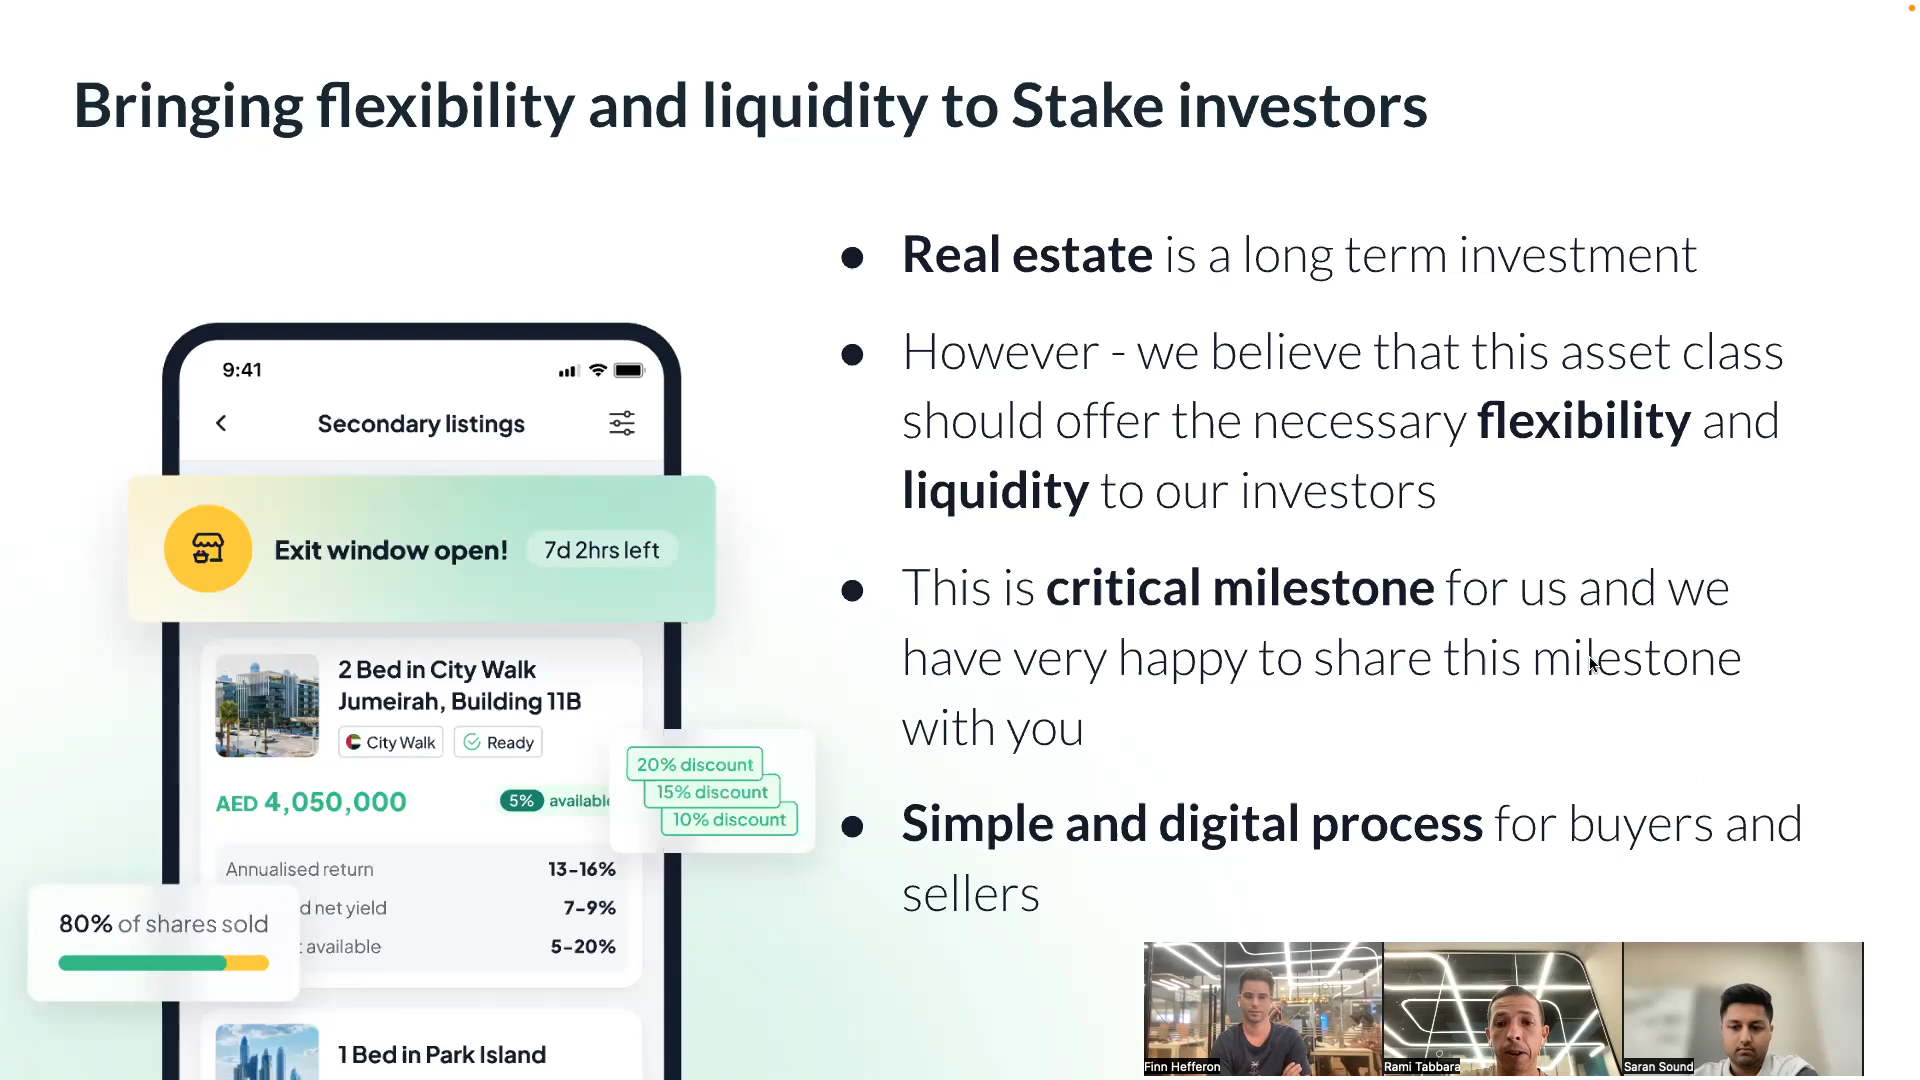 Bringing flexibility and liquidity to Stake investors
Real estate is a long term investment
However - we believe that this asset class
should offer the necessary flexibility and
liquidity to our investors
This is critical milestone for us and we
have very happy to share this milestone
with you
Simple and digital process for buyers and
sellers
9:41
Secondary listings
Exit window open!
7d 2hrs left
2 Bed in City Walk
Jumeirah, Building 11B
City Walk
Ready
AED 4,050,000
5% available
20% discount
15% discount
10% discount
Annualised return 13-16%
net yield 7-9%
available 5-20%
80% of shares sold
1 Bed in Park Island
Finn Hefferon
Rami Tabbara
Saran Sound